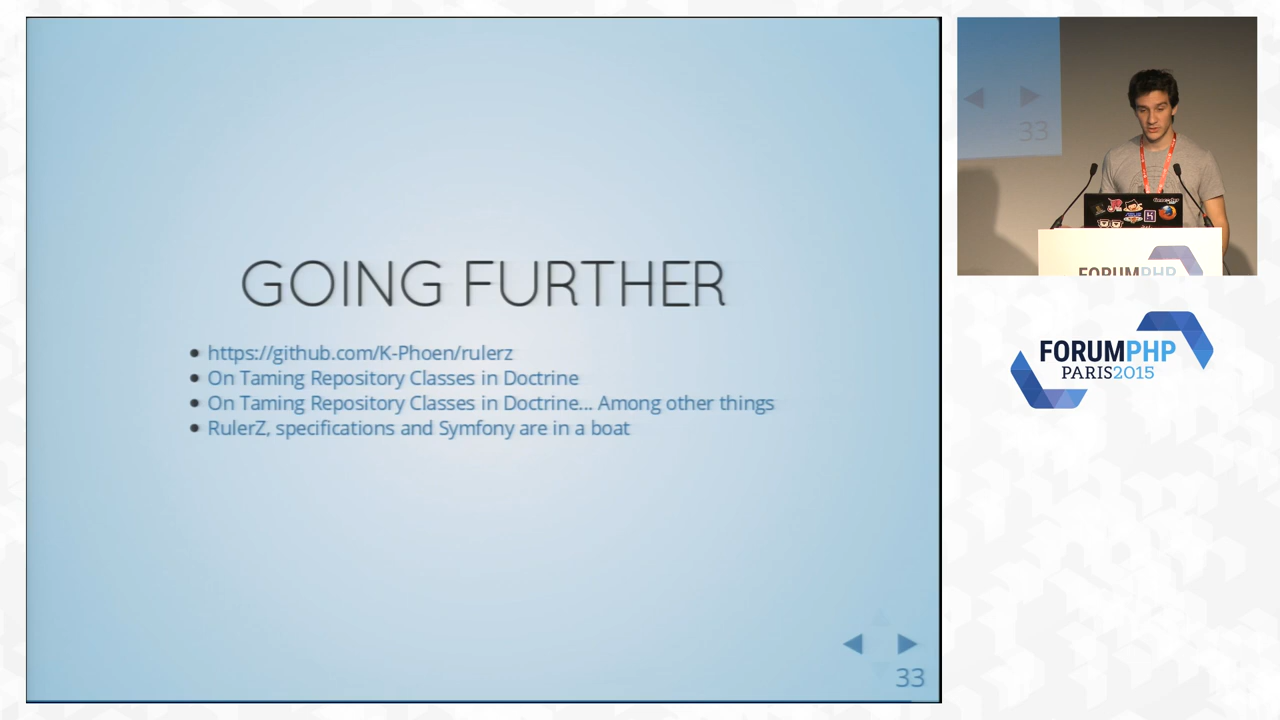 GOING FURTHER
https://github.com/K-Phoen/rulerz
On Taming Repository Classes in Doctrine
On Taming Repository Classes in Doctrine... Among other things
RulerZ, specifications and Symfony are in a boat
33
33
FORUMPHP
FORUMPHP
PARIS2015